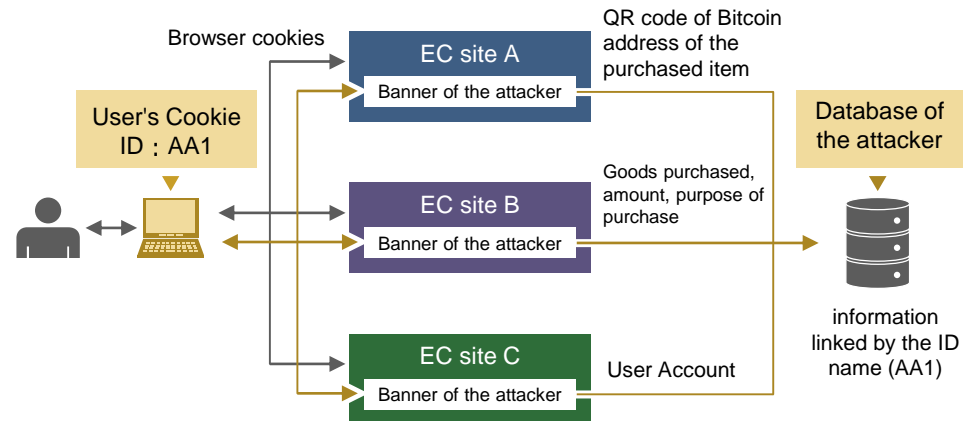 Browser cookies
EC site A
Banner of the attacker
QR code of Bitcoin
address of the
purchased item
User's Cookie
ID：AA1
Database of
the attacker
EC site B
Banner of the attacker
Goods purchased,
amount, purpose of
purchase
EC site C
Banner of the attacker
User Account
information
linked by the ID
name (AA1)